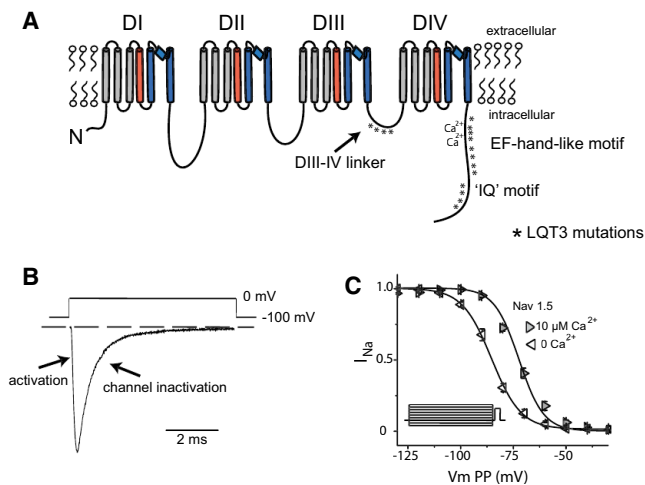 A
DI DII DIII DIV
extracellular
intracellular
N
DIII-IV linker
Ca2+
Ca2+
EF-hand-like motif
'IQ' motif
* LQT3 mutations
B
0 mV
-100 mV
activation
channel inactivation
2 ms
C
1.0
0.5
0
INa
Nav 1.5
10 µM Ca2+
0 Ca2+
-125 -100 -75 -50
Vm PP (mV)